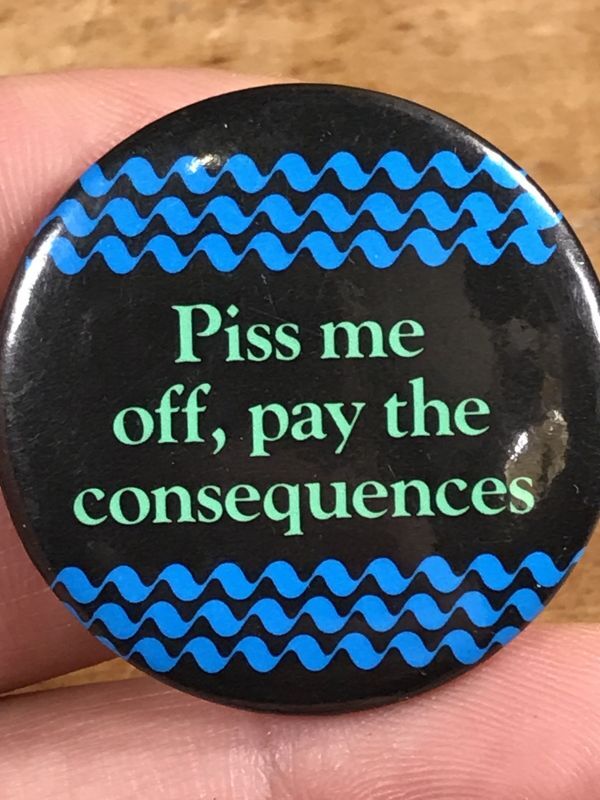 Piss me
off, pay the
consequences